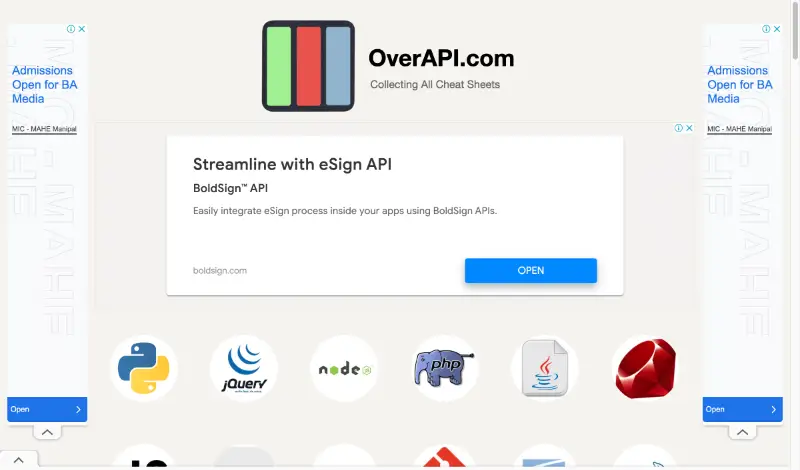 OverAPI.com
Collecting All Cheat Sheets
Admissions
Open for BA
Media
MIC - MAHE Manipal
MIC - MAHE
Open
Streamline with eSign API
BoldSign™ API
Easily integrate eSign process inside your apps using BoldSign APIs.
boldsign.com
OPEN
Admissions
Open for BA
Media
MIC - MAHE Manipal
MIC - MAHE
Open
jQuery
node
php
Java